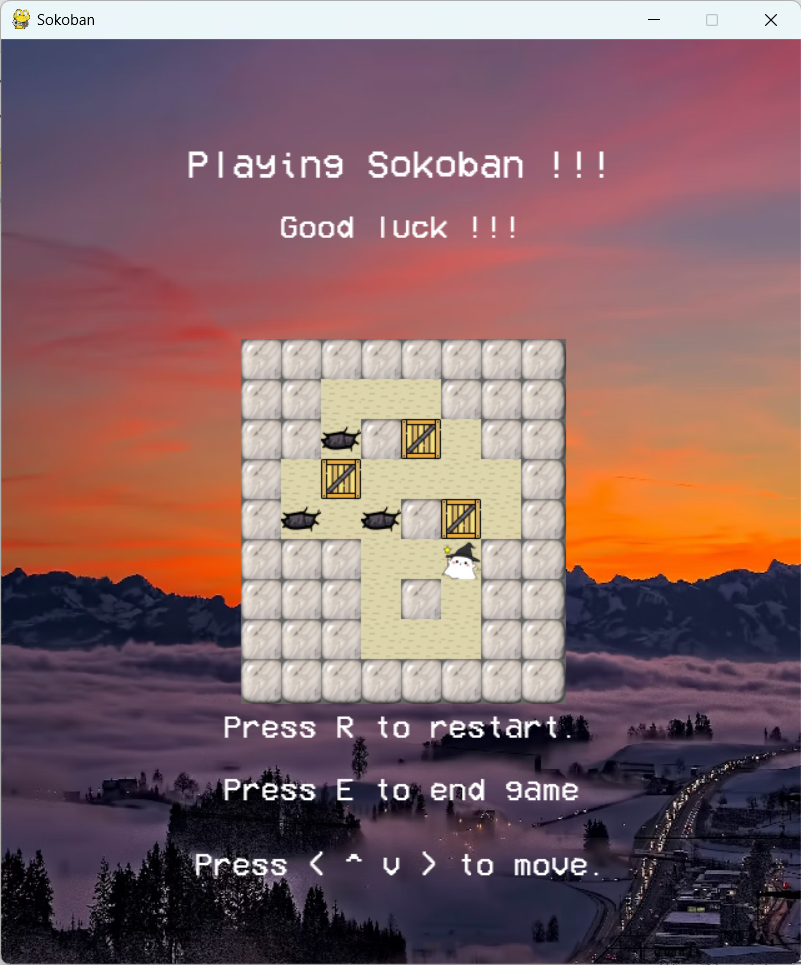 Sokoban
Playing Sokoban !!!
Good luck !!!
Press R to restart.
Press E to end game
Press < ^ v > to move.